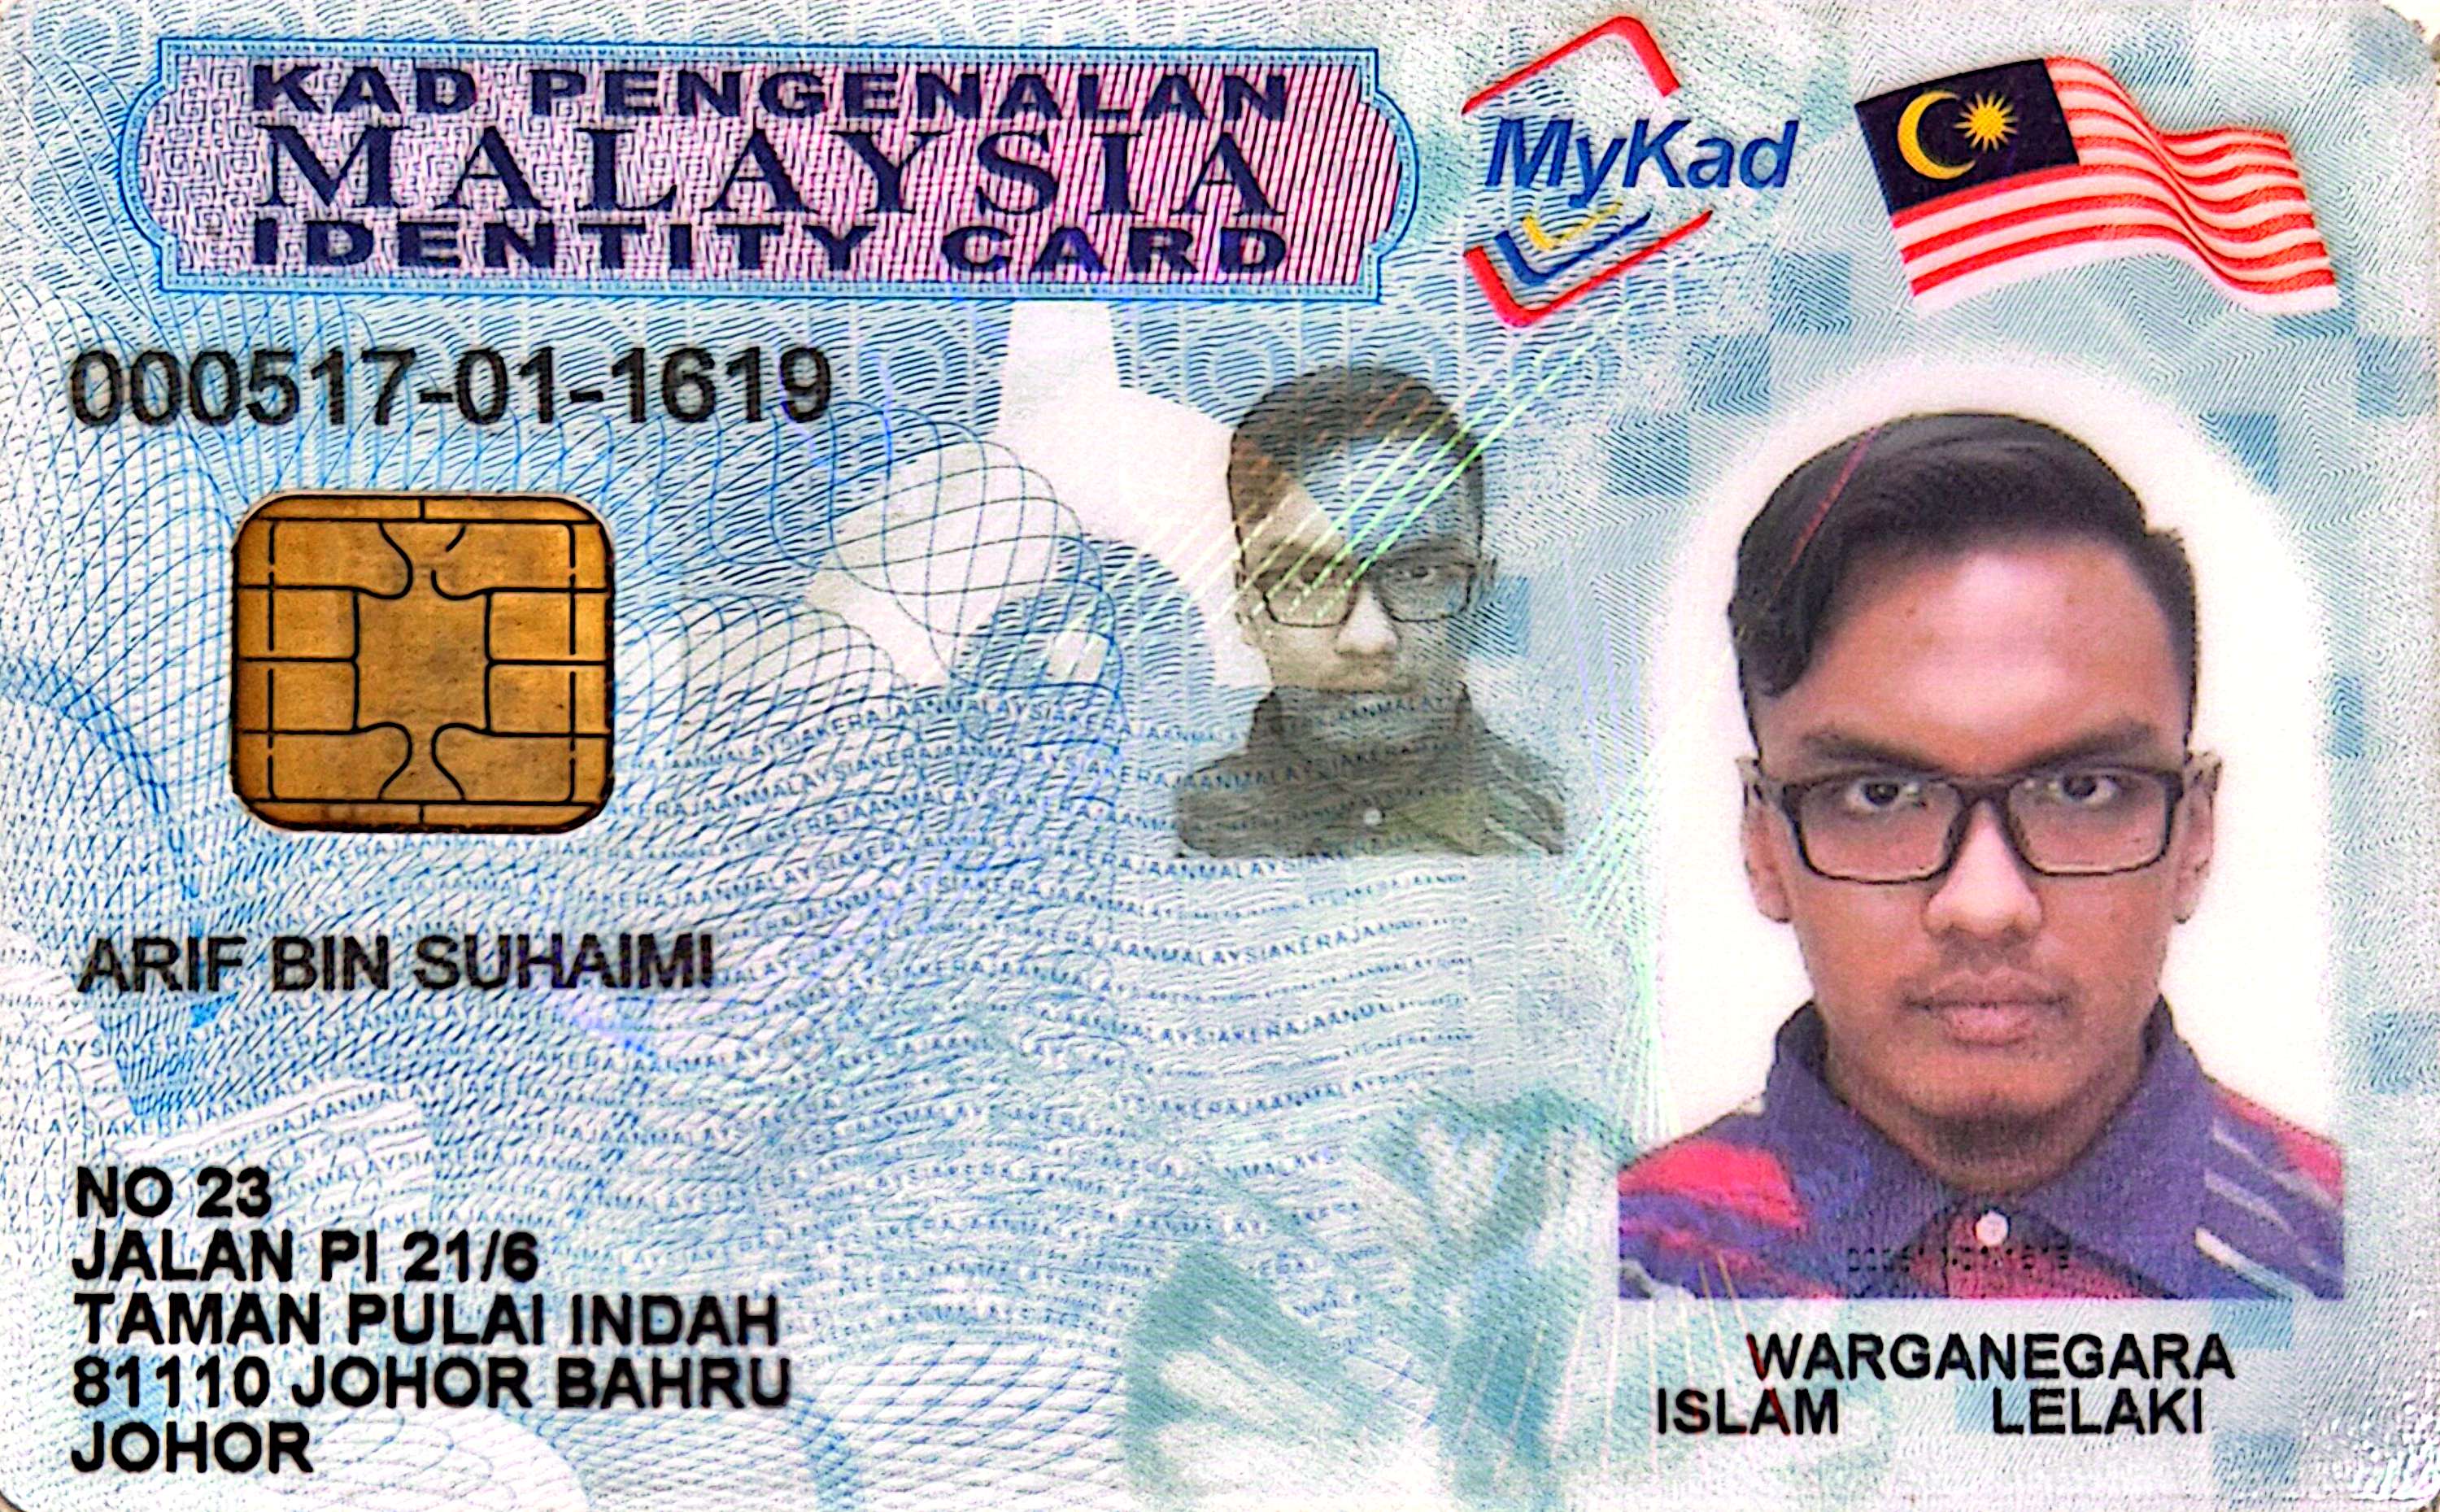 KAD PENGENALAN
MALAYSIA
IDENTITY CARD
MyKad
000517-01-1619
ARIF BIN SUHAIMI
NO 23
JALAN PI 21/6
TAMAN PULAI INDAH
81110 JOHOR BAHRU
JOHOR
WARGANEGARA
ISLAM LELAKI